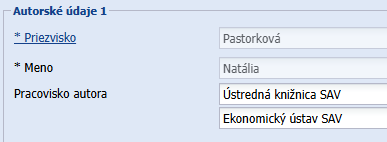 Autorské údaje 1
* Priezvisko Pastorková
* Meno Natália
Pracovisko autora Ústredná knižnica SAV
Ekonomický ústav SAV